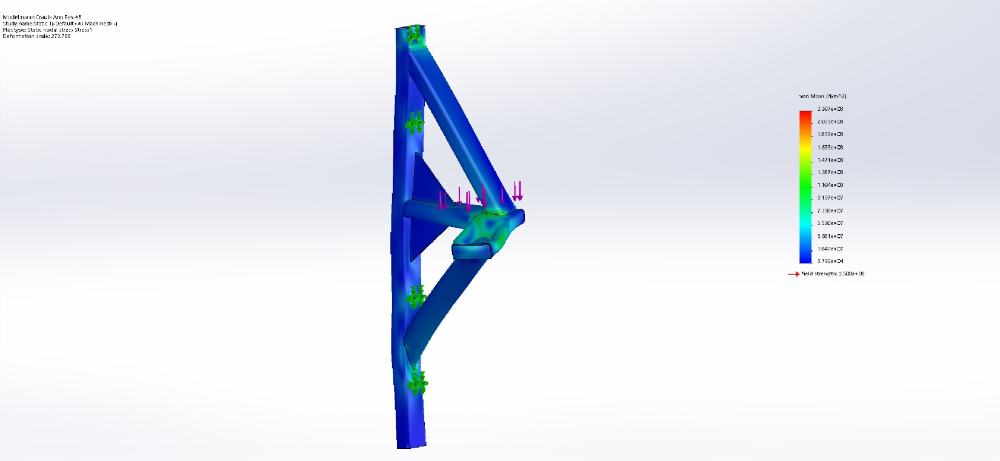 Model name:Cradle Arm Rev AB
Study name:Static 1(-Default<As Machined>-)
Plot type: Static nodal stress Stress1
Deformation scale: 272.799
von Mises (N/m^2)
2.207e+08
2.023e+08
1.839e+08
1.655e+08
1.471e+08
1.287e+08
1.104e+08
9.197e+07
7.358e+07
5.520e+07
3.681e+07
1.842e+07
3.792e+04
Yield strength: 2.500e+08